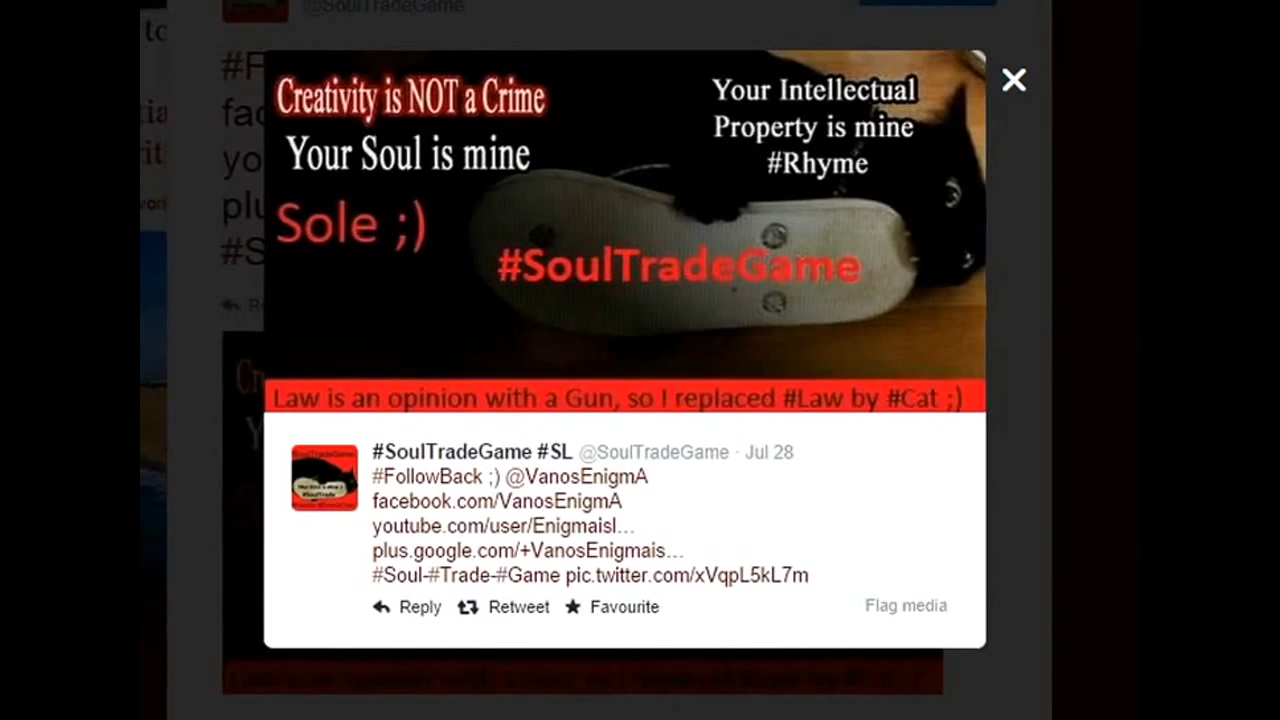 @SoulTradeGame
Creativity is NOT a Crime
Your Soul is mine
Sole ;)
Your Intellectual
Property is mine
#Rhyme
#SoulTradeGame
Law is an opinion with a Gun, so I replaced #Law by #Cat ;)
#SoulTradeGame #SL @SoulTradeGame · Jul 28
#FollowBack ;) @VanosEnigmA
facebook.com/VanosEnigmA
youtube.com/user/EnigmaisI…
plus.google.com/+VanosEnigmais…
#Soul-#Trade-#Game pic.twitter.com/xVqpL5kL7m
Reply Retweet Favourite Flag media